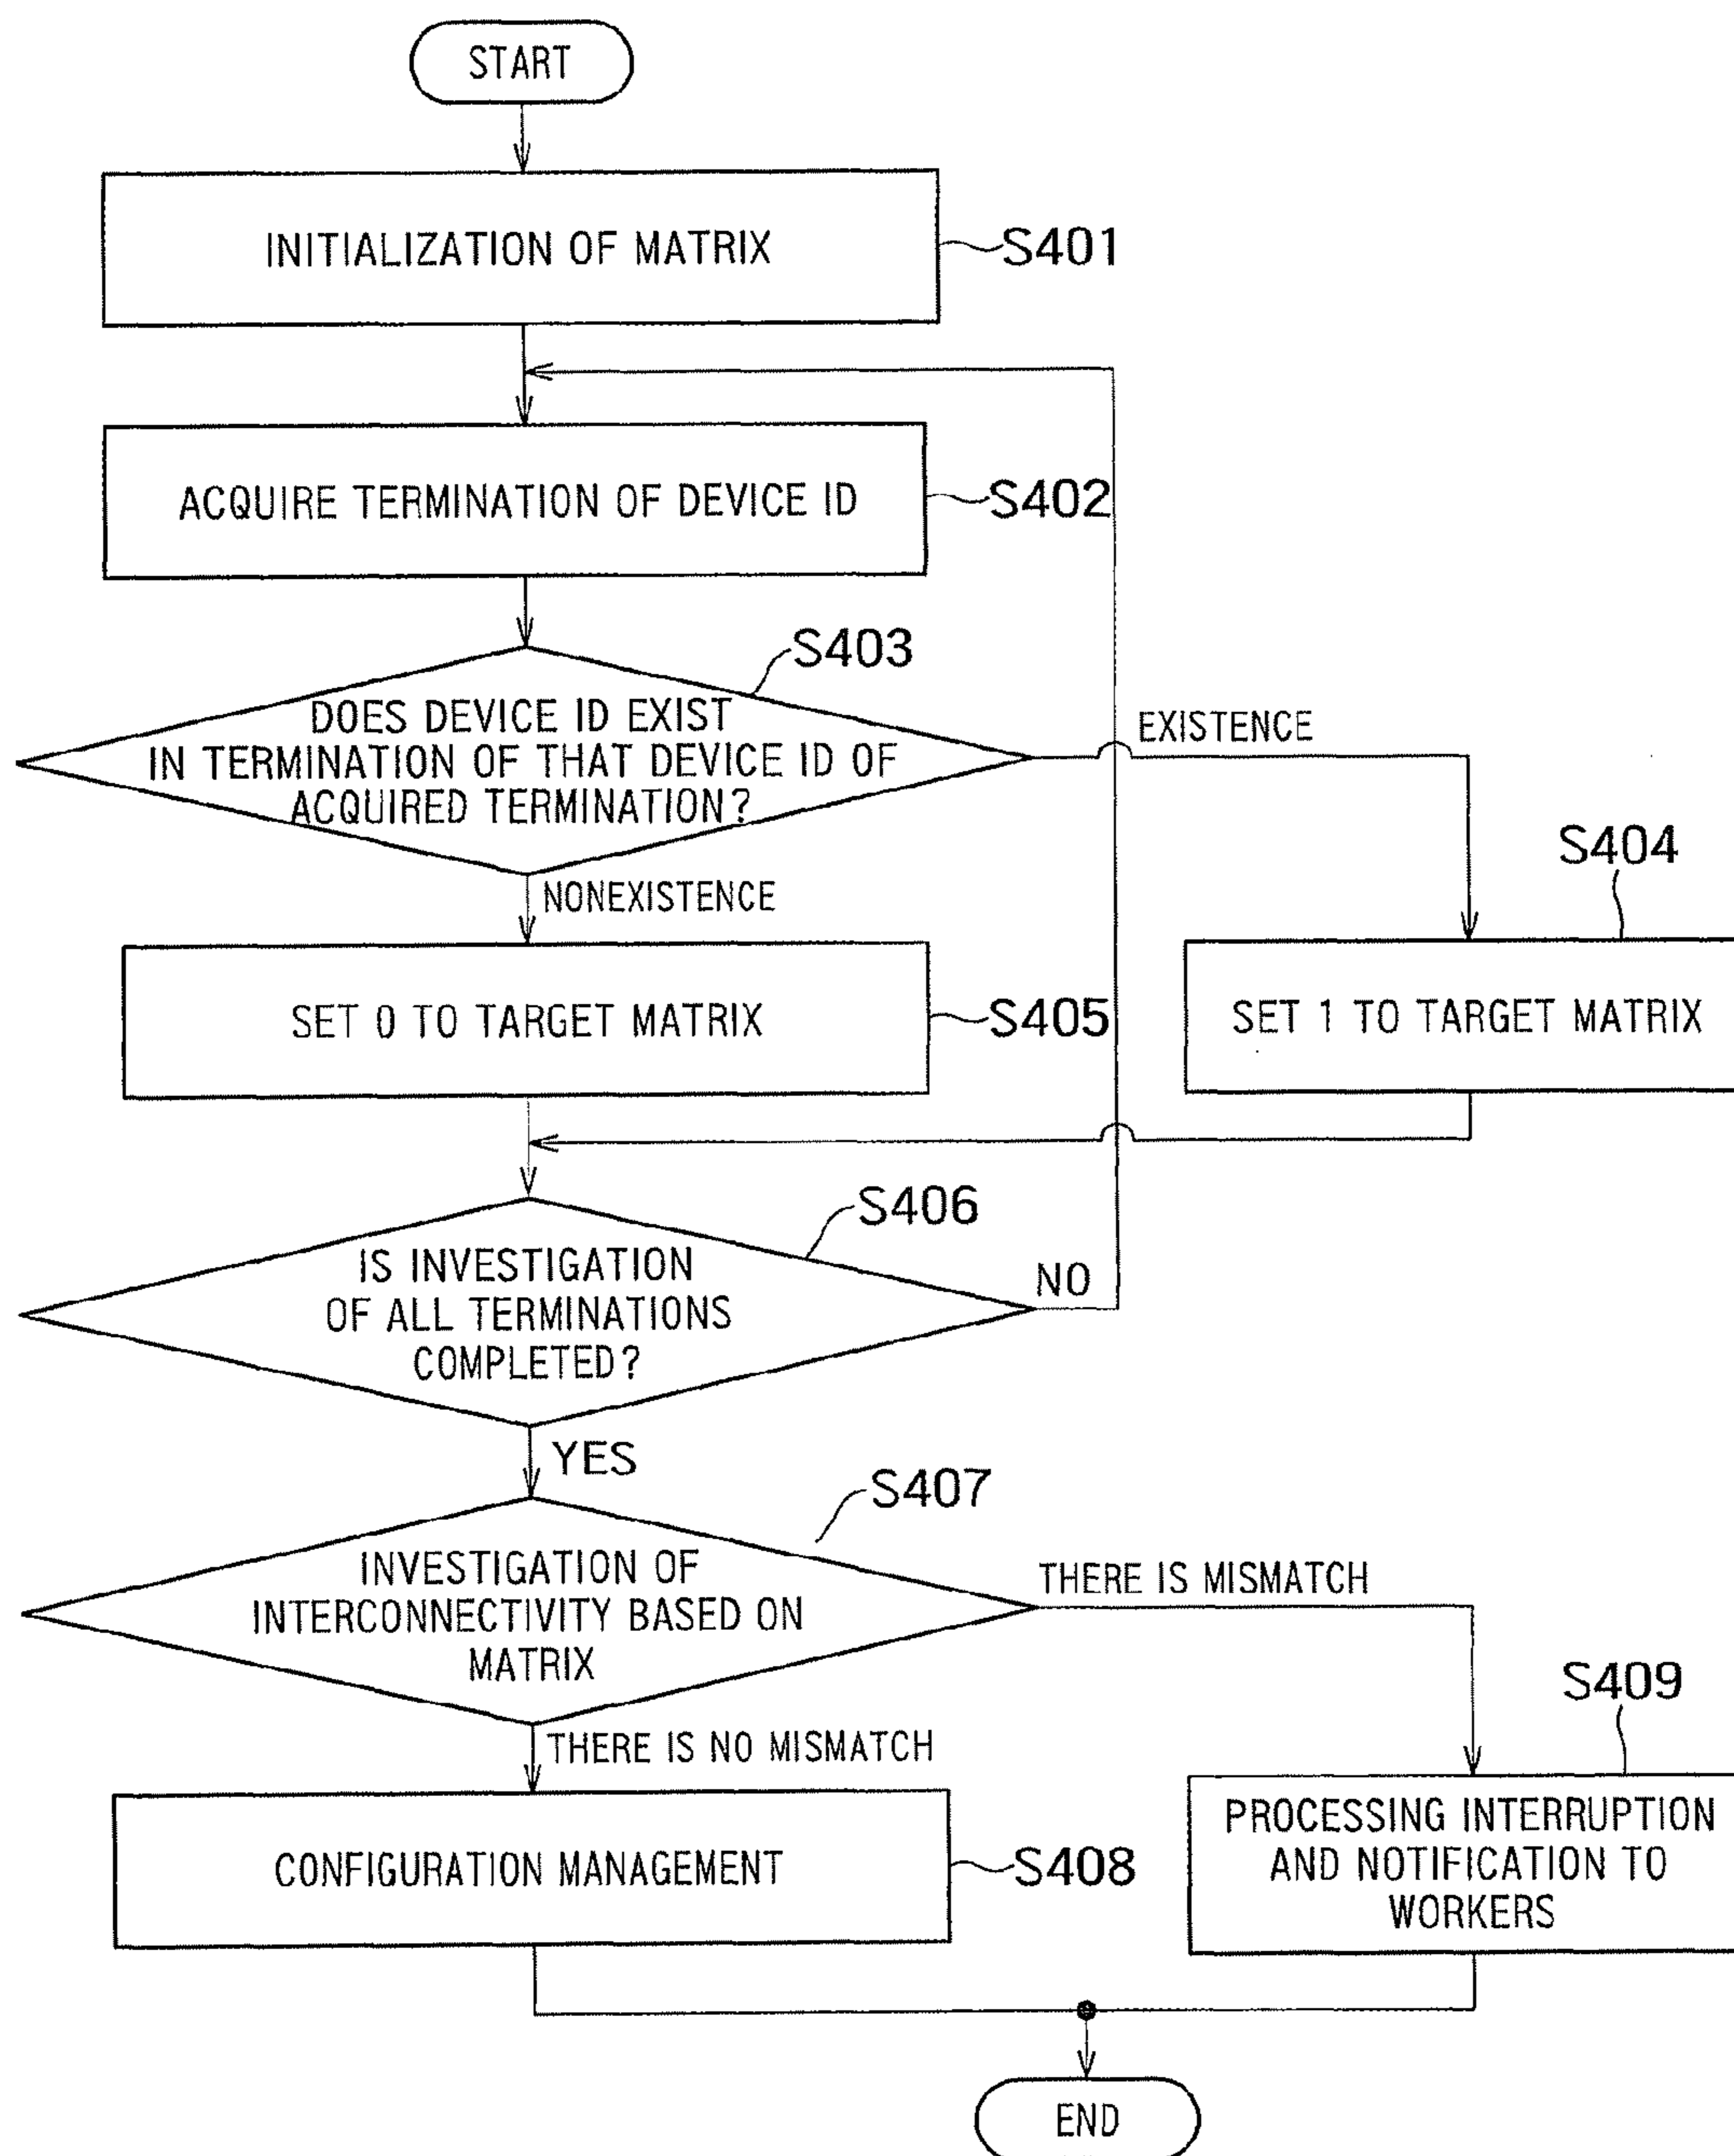 START
INITIALIZATION OF MATRIX
S401
ACQUIRE TERMINATION OF DEVICE ID
S402
S403
DOES DEVICE ID EXIST
IN TERMINATION OF THAT DEVICE ID OF
ACQUIRED TERMINATION?
EXISTENCE
NONEXISTENCE
S404
SET 0 TO TARGET MATRIX
S405
SET 1 TO TARGET MATRIX
S406
IS INVESTIGATION
OF ALL TERMINATIONS
COMPLETED?
NO
YES
S407
INVESTIGATION OF
INTERCONNECTIVITY BASED ON
MATRIX
THERE IS MISMATCH
THERE IS NO MISMATCH
S409
CONFIGURATION MANAGEMENT
S408
PROCESSING INTERRUPTION
AND NOTIFICATION TO
WORKERS
END